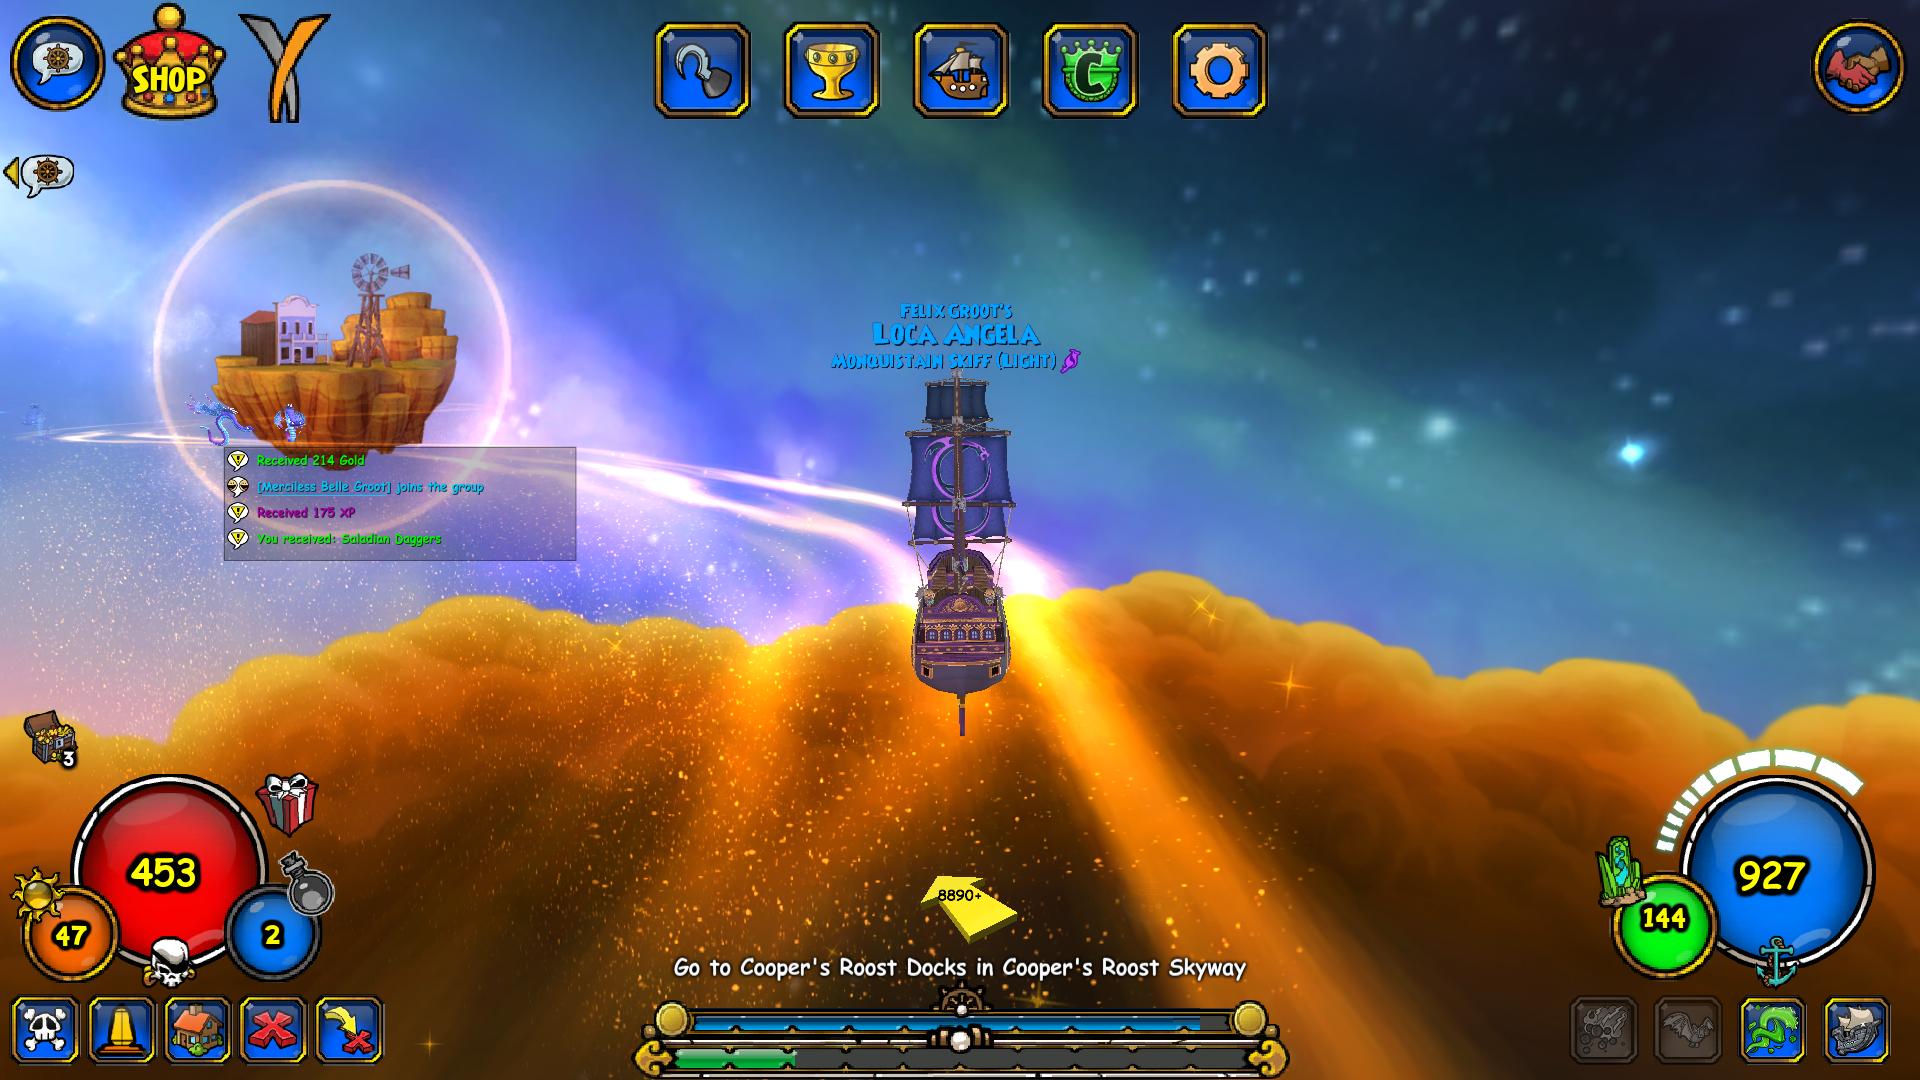 SHOP
FELIX GROOT'S
LOCA ANGELA
MONQUISTAIN SKIFF (LIGHT)
Received 214 Gold
[Merciless Belle Groot] joins the group
Received 175 XP
You received: Saladian Daggers
3
453
47
2
8890+
927
144
Go to Cooper's Roost Docks in Cooper's Roost Skyway